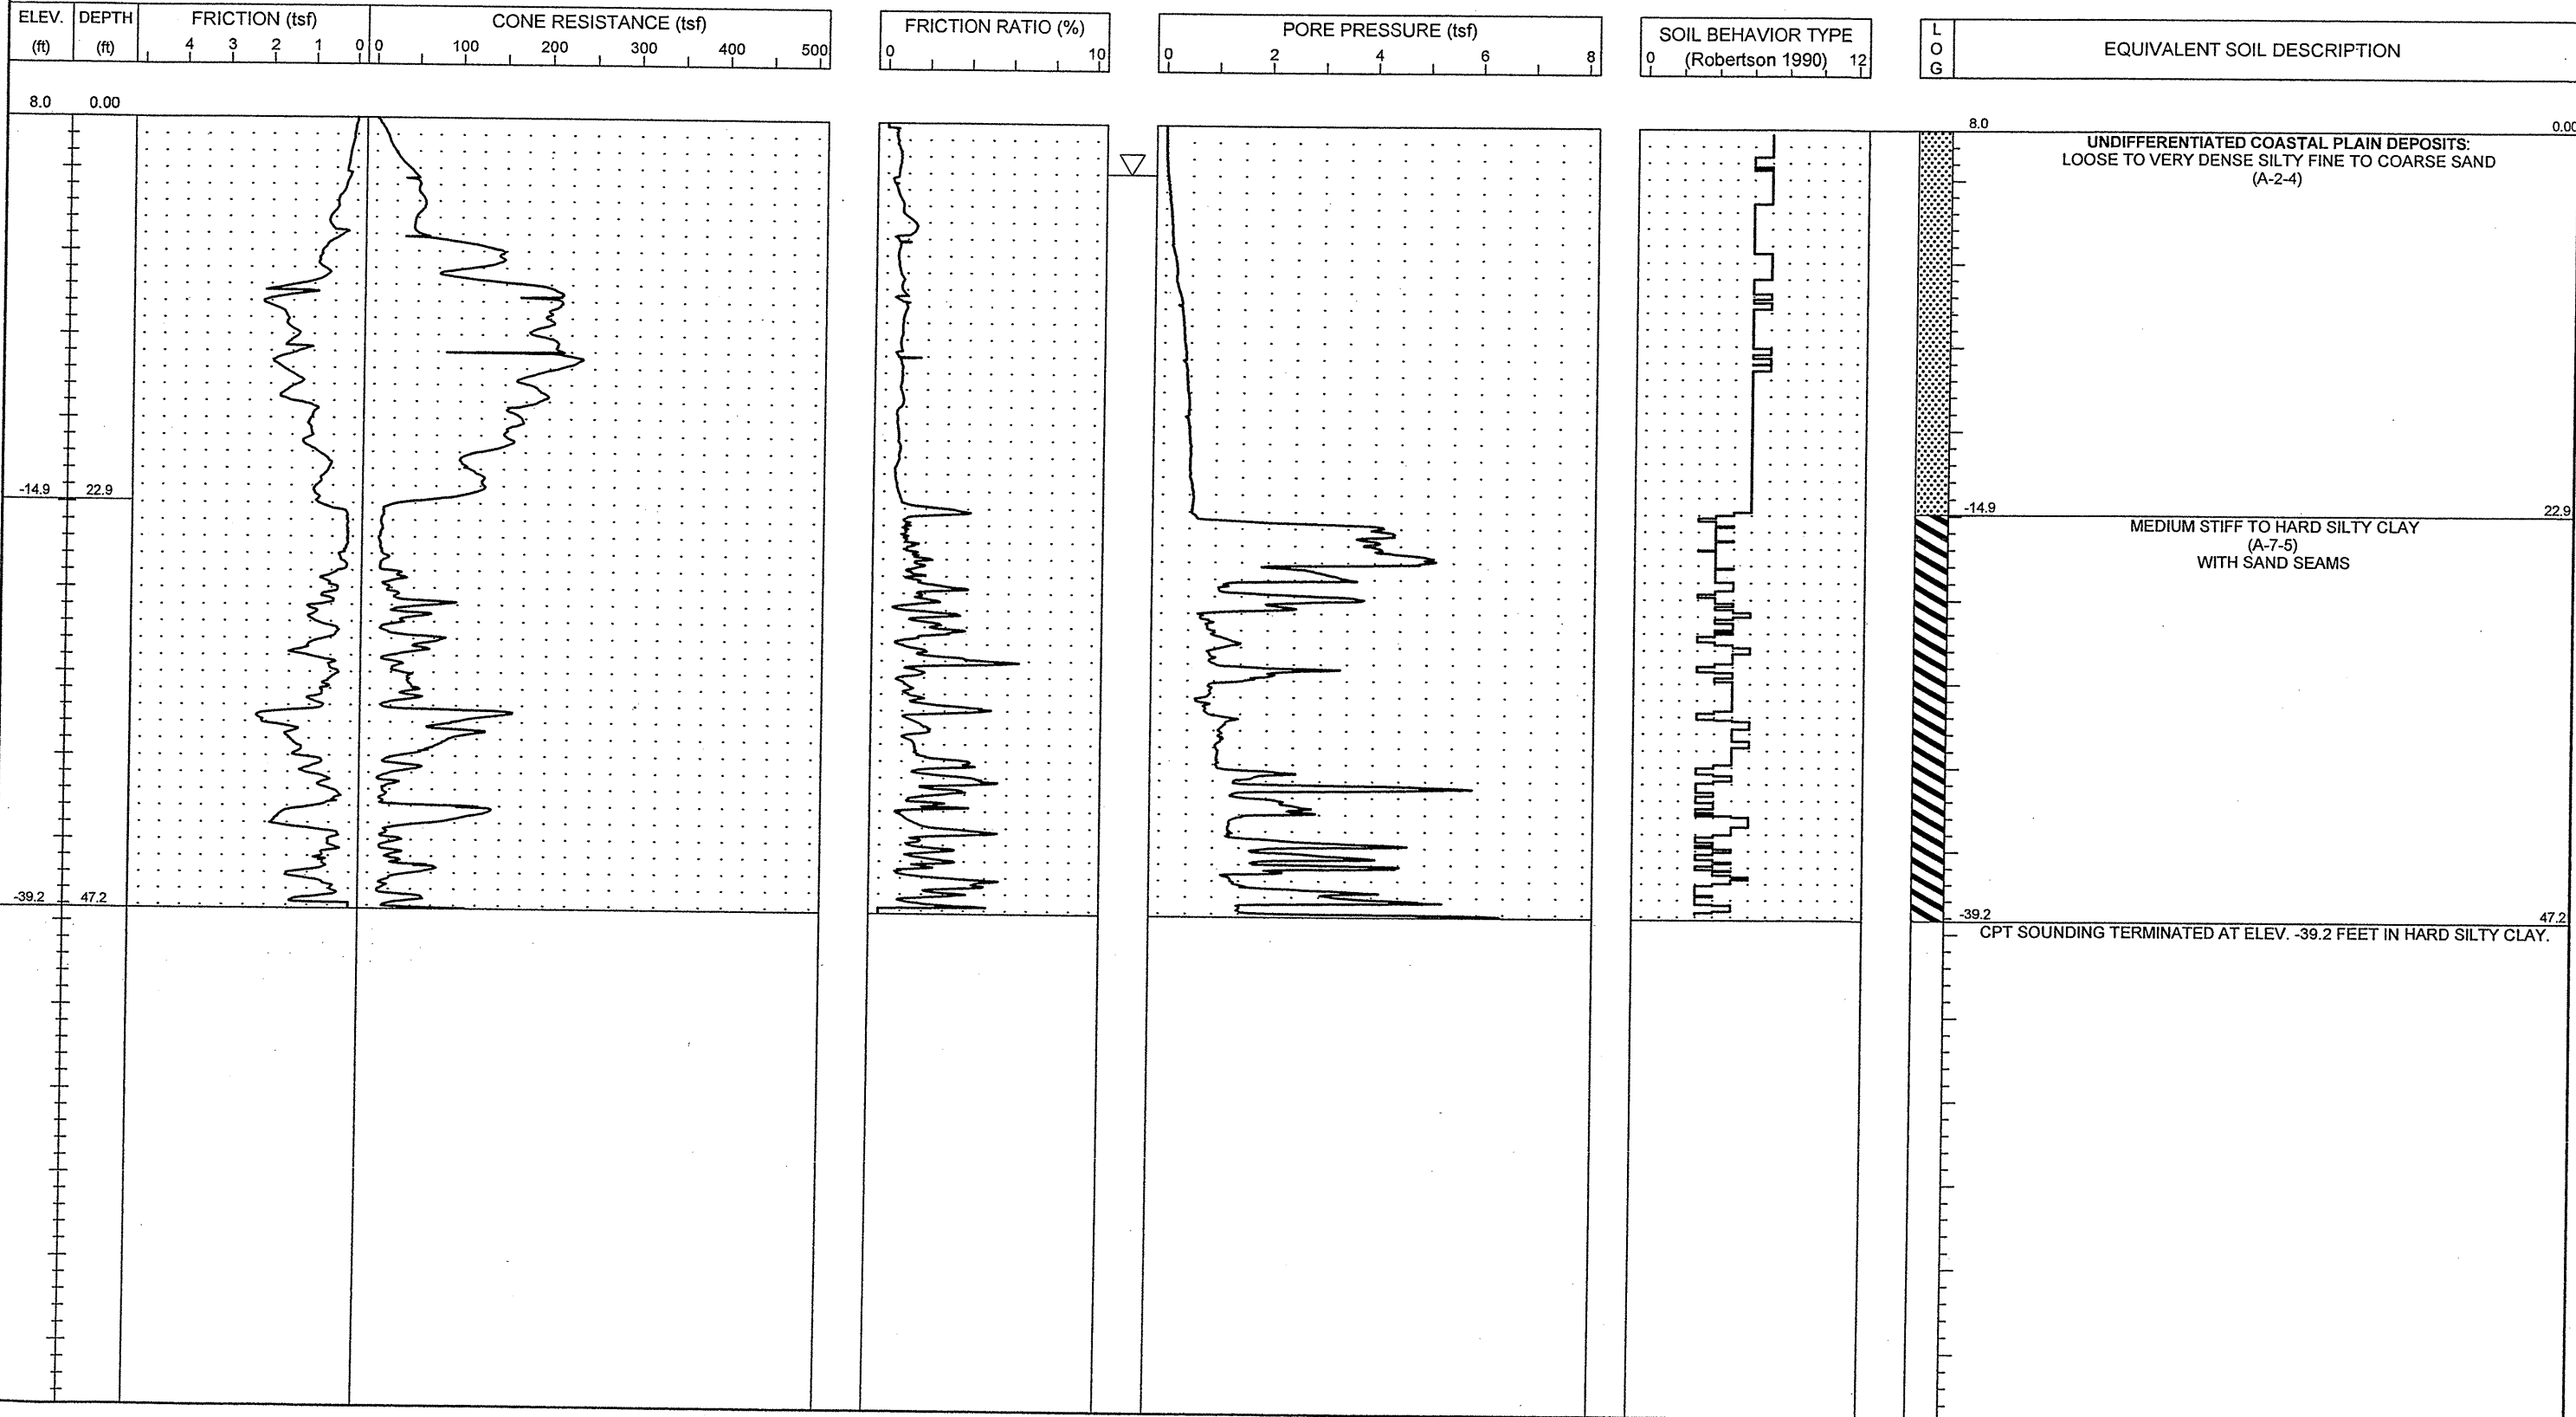 ELEV.
(ft)
DEPTH
(ft)
FRICTION (tsf)
4 3 2 1 0
CONE RESISTANCE (tsf)
0 100 200 300 400 500
FRICTION RATIO (%)
0 10
PORE PRESSURE (tsf)
0 2 4 6 8
SOIL BEHAVIOR TYPE
(Robertson 1990)
0 12
L
O
G
EQUIVALENT SOIL DESCRIPTION
8.0 0.00
8.0 0.00
UNDIFFERENTIATED COASTAL PLAIN DEPOSITS:
LOOSE TO VERY DENSE SILTY FINE TO COARSE SAND
(A-2-4)
-14.9 22.9
-14.9 22.9
MEDIUM STIFF TO HARD SILTY CLAY
(A-7-5)
WITH SAND SEAMS
-39.2 47.2
-39.2 47.2
CPT SOUNDING TERMINATED AT ELEV. -39.2 FEET IN HARD SILTY CLAY.